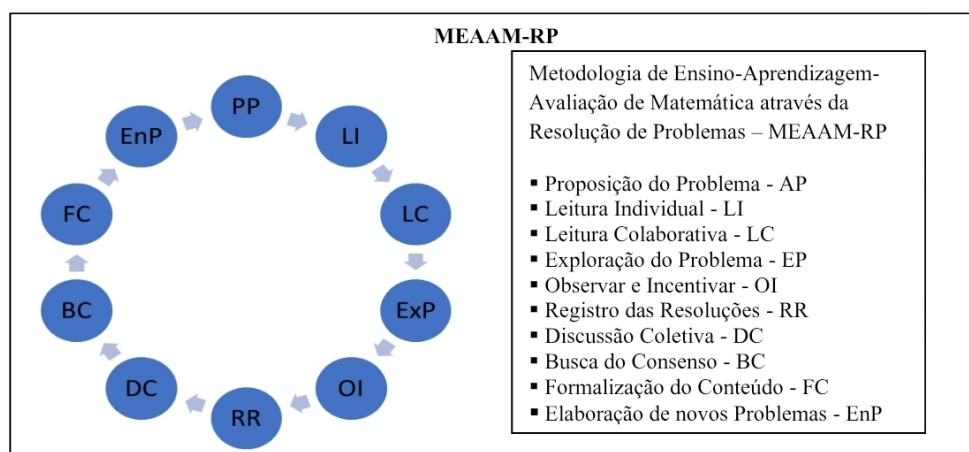 MEAAM-RP
PP
LI
LC
ExP
OI
RR
DC
BC
FC
EnP
Metodologia de Ensino-Aprendizagem-
Avaliação de Matemática através da
Resolução de Problemas – MEAAM-RP
▪ Proposição do Problema - AP
▪ Leitura Individual - LI
▪ Leitura Colaborativa - LC
▪ Exploração do Problema - EP
▪ Observar e Incentivar - OI
▪ Registro das Resoluções - RR
▪ Discussão Coletiva - DC
▪ Busca do Consenso - BC
▪ Formalização do Conteúdo - FC
▪ Elaboração de novos Problemas - EnP